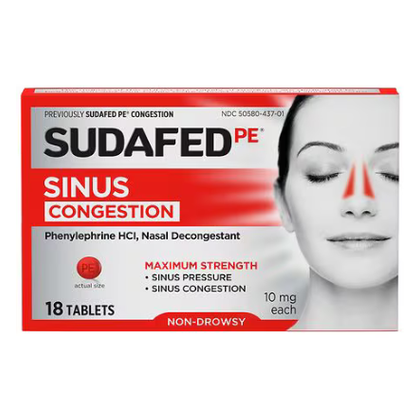 PREVIOUSLY SUDAFED PE® CONGESTION
NDC 50580-437-01
SUDAFED PE®
SINUS
CONGESTION
Phenylephrine HCl, Nasal Decongestant
PE
actual size
MAXIMUM STRENGTH
• SINUS PRESSURE
• SINUS CONGESTION
18 TABLETS
10 mg
each
NON-DROWSY